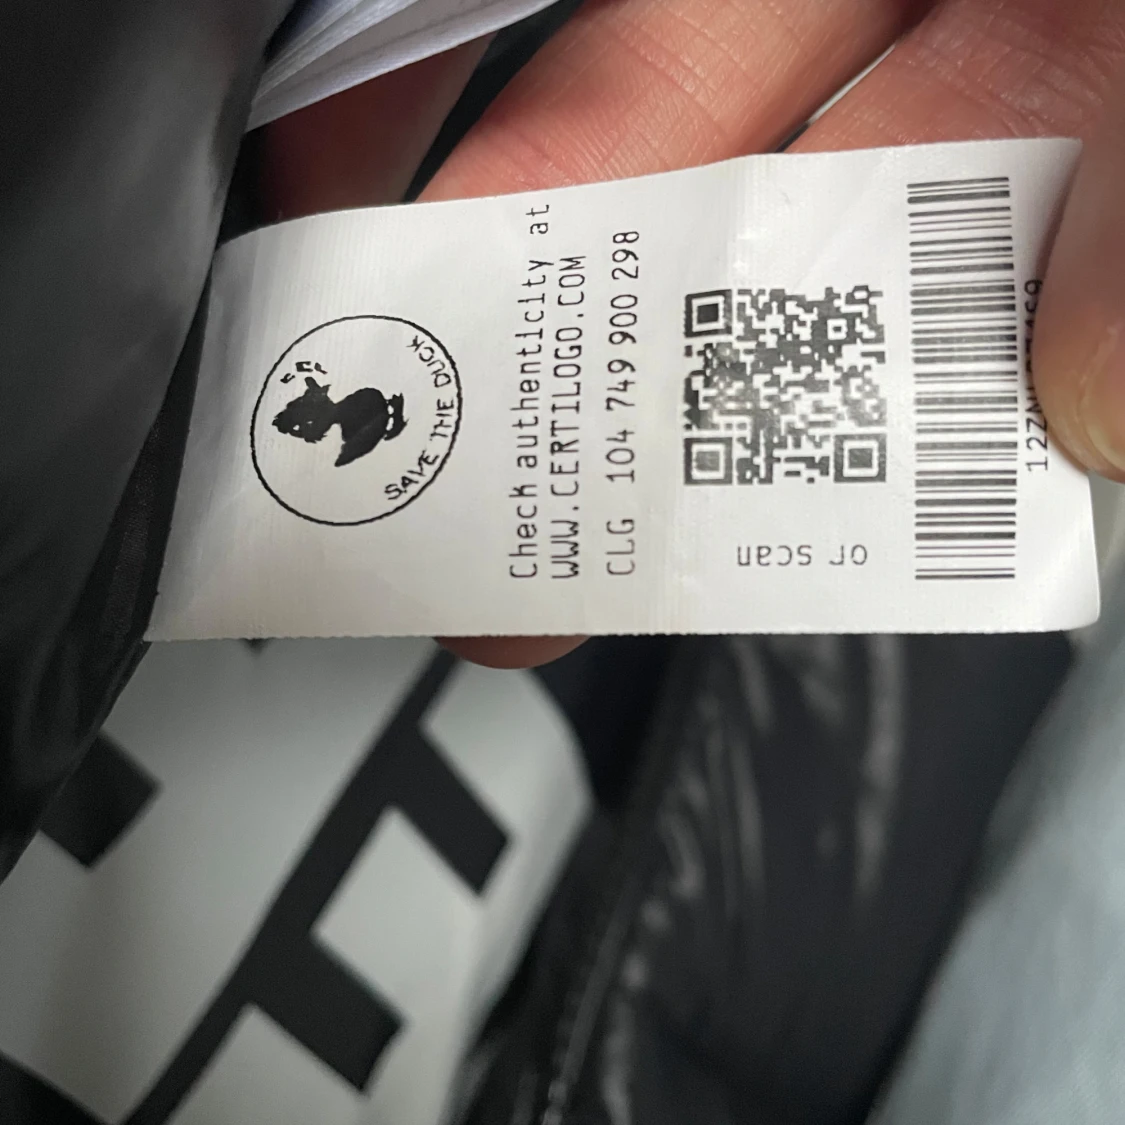 SAVE THE DUCK
Check authenticity at
WWW.CERTILOGO.COM
CLG 104 749 900 298
or scan